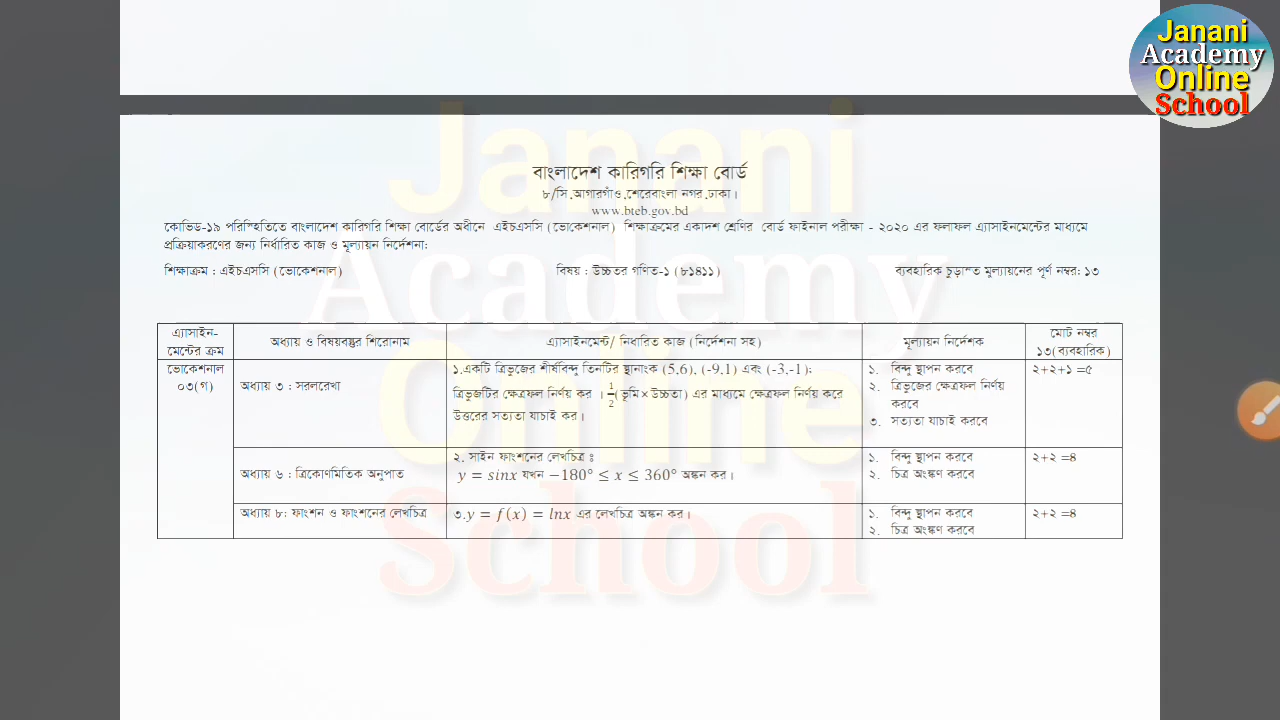 Janani
Academy
Online
School
বাংলাদেশ কারিগরি শিক্ষা বোর্ড
৮/সি,আগারগাঁও,শেরেবাংলা নগর,ঢাকা।
www.bteb.gov.bd
কোভিড-১৯ পরিস্হিতিতে বাংলাদেশ কারিগরি শিক্ষা বোর্ডের অধীনে এইচএসসি (ভোকেশনাল) শিক্ষাক্রমের একাদশ শ্রেণির বোর্ড ফাইনাল পরীক্ষা - ২০২০ এর ফলাফল এ্যাসাইনমেন্টের মাধ্যমে
প্রক্রিয়াকরণের জন্য নির্ধারিত কাজ ও মূল্যায়ন নির্দেশনা:
শিক্ষাক্রম : এইচএসসি (ভোকেশনাল) বিষয় : উচ্চতর গণিত-১ (৮১৪১১) ব্যবহারিক চুড়ান্ত মুল্যায়নের পূর্ণ নম্বর: ১৩
এ্যাসাইন-
মেন্টের ক্রম
অধ্যায় ও বিষয়বস্তুর শিরোনাম
এ্যাসাইনমেন্ট/ নির্ধারিত কাজ (নির্দেশনা সহ)
মূল্যায়ন নির্দেশক
মোট নম্বর
১৩(ব্যবহারিক)
ভোকেশনাল
০৩(গ)
অধ্যায় ৩ : সরলরেখা
১.একটি ত্রিভুজের শীর্ষবিন্দু তিনটির স্থানাংক (5,6), (-9,1) এবং (-3,-1);
ত্রিভুজটির ক্ষেত্রফল নির্ণয় কর । 1/2(ভূমি×উচ্চতা) এর মাধ্যমে ক্ষেত্রফল নির্ণয় করে
উত্তরের সত্যতা যাচাই কর।
১. বিন্দু স্থাপন করবে
২. ত্রিভুজের ক্ষেত্রফল নির্ণয়
করবে
৩. সত্যতা যাচাই করবে
২+২+১ =৫
অধ্যায় ৬ : ত্রিকোণমিতিক অনুপাত
২. সাইন ফাংশনের লেখচিত্র ঃ
y = sinx যখন −180° ≤ x ≤ 360° অঙ্কন কর।
১. বিন্দু স্থাপন করবে
২. চিত্র অংঙ্কণ করবে
২+২ =৪
অধ্যায় ৮: ফাংশন ও ফাংশনের লেখচিত্র
৩.y = f(x) = lnx এর লেখচিত্র অঙ্কন কর।
১. বিন্দু স্থাপন করবে
২. চিত্র অংঙ্কণ করবে
২+২ =৪
Janani
Academy
Online
School